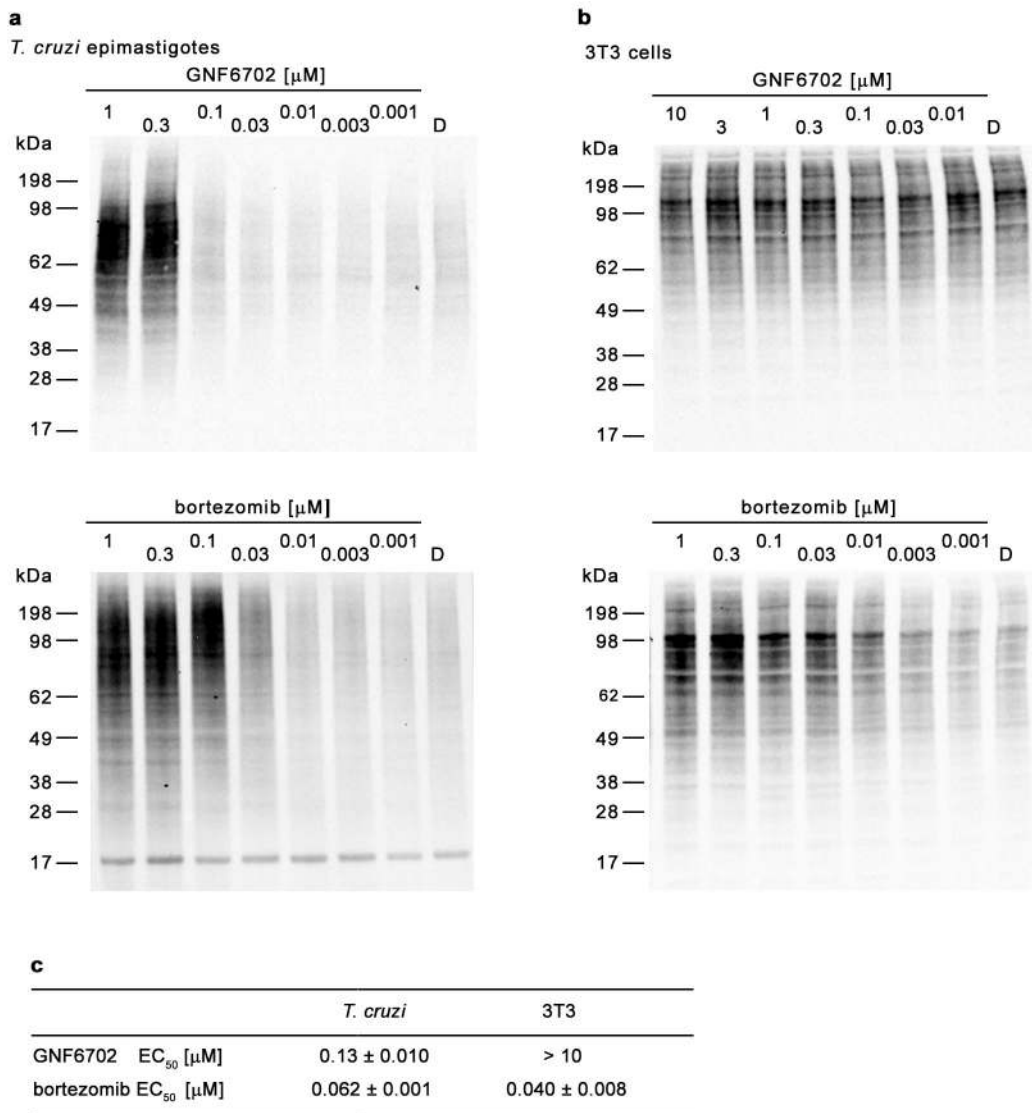 a
T. cruzi epimastigotes
GNF6702 [μM]
1 0.3 0.1 0.03 0.01 0.003 0.001 D
kDa
198
98
62
49
38
28
17
b
3T3 cells
GNF6702 [μM]
10 3 1 0.3 0.1 0.03 0.01 D
kDa
198
98
62
49
38
28
17
bortezomib [μM]
1 0.3 0.1 0.03 0.01 0.003 0.001 D
kDa
198
98
62
49
38
28
17
bortezomib [μM]
1 0.3 0.1 0.03 0.01 0.003 0.001 D
kDa
198
98
62
49
38
28
17
c
T. cruzi 3T3
GNF6702 EC50 [μM] 0.13 ± 0.010 > 10
bortezomib EC50 [μM] 0.062 ± 0.001 0.040 ± 0.008